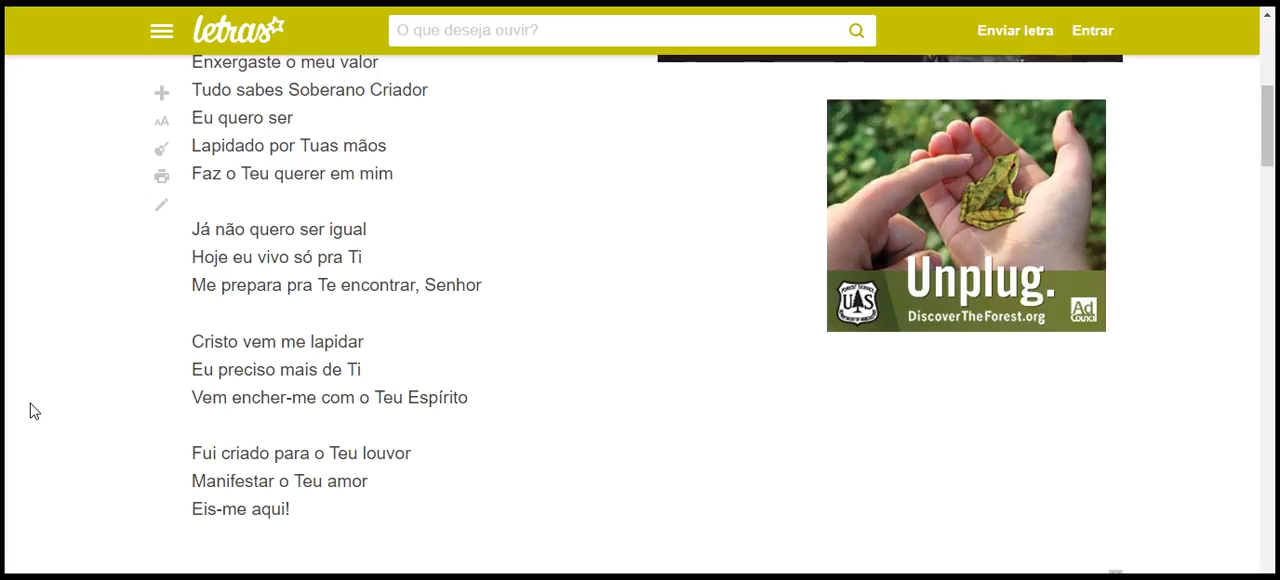 letras
O que deseja ouvir?
Enviar letra
Entrar
Enxergaste o meu valor
Tudo sabes Soberano Criador
AA
Eu quero ser
Lapidado por Tuas mãos
Faz o Teu querer em mim
Já não quero ser igual
Hoje eu vivo só pra Ti
Me prepara pra Te encontrar, Senhor
Cristo vem me lapidar
Eu preciso mais de Ti
Vem encher-me com o Teu Espírito
Fui criado para o Teu louvor
Manifestar o Teu amor
Eis-me aqui!
Unplug.
DiscoverTheForest.org
FOREST SERVICE
U S
Ad
Council